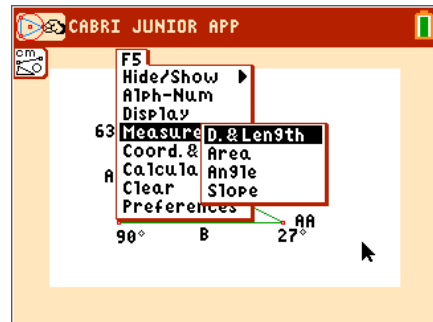 CABRI JUNIOR APP
cm
F5
Hide/Show
Alph-Num
Display
63 Measure D.&Length
Coord.& Area
A Calcula Angle
Clear Slope
Preferences
AA
90° B 27°